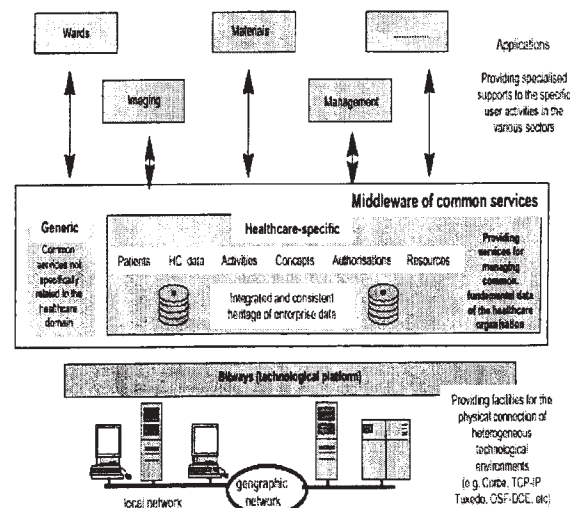 Wards
Materials
Applications
Imaging
Management
Providing specialised
supports to the specific
user activities in the
various sectors
Middleware of common services
Generic
Common
services not
specifically
related to the
healthcare
domain
Healthcare-specific
Patients HC data Activities Concepts Authorisations Resources
Integrated and consistent
heritage of enterprise data
Providing
services for
managing
common,
fundamental data
of the healthcare
organisation
Bitways (technological platform)
Providing facilities for the
physical connection of
heterogeneous
technological
environments
(e.g. Corba, TCP-IP
Tuxedo, OSF-DCE, etc)
local network
geographic
network